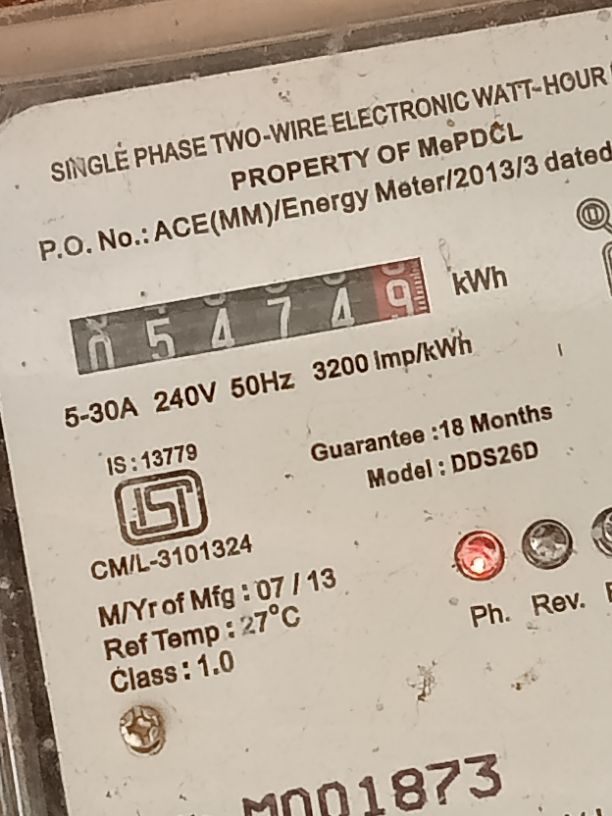 SINGLE PHASE TWO-WIRE ELECTRONIC WATT-HOUR
PROPERTY OF MePDCL
P.O. No.: ACE(MM)/Energy Meter/2013/3 dated
0 5 4 7 4 9 kWh
5-30A 240V 50Hz 3200 imp/kWh
IS : 13779
Guarantee :18 Months
Model : DDS26D
ISI
CM/L-3101324
M/Yr of Mfg : 07 / 13
Ref Temp : 27°C
Class : 1.0
Ph. Rev.
M001873